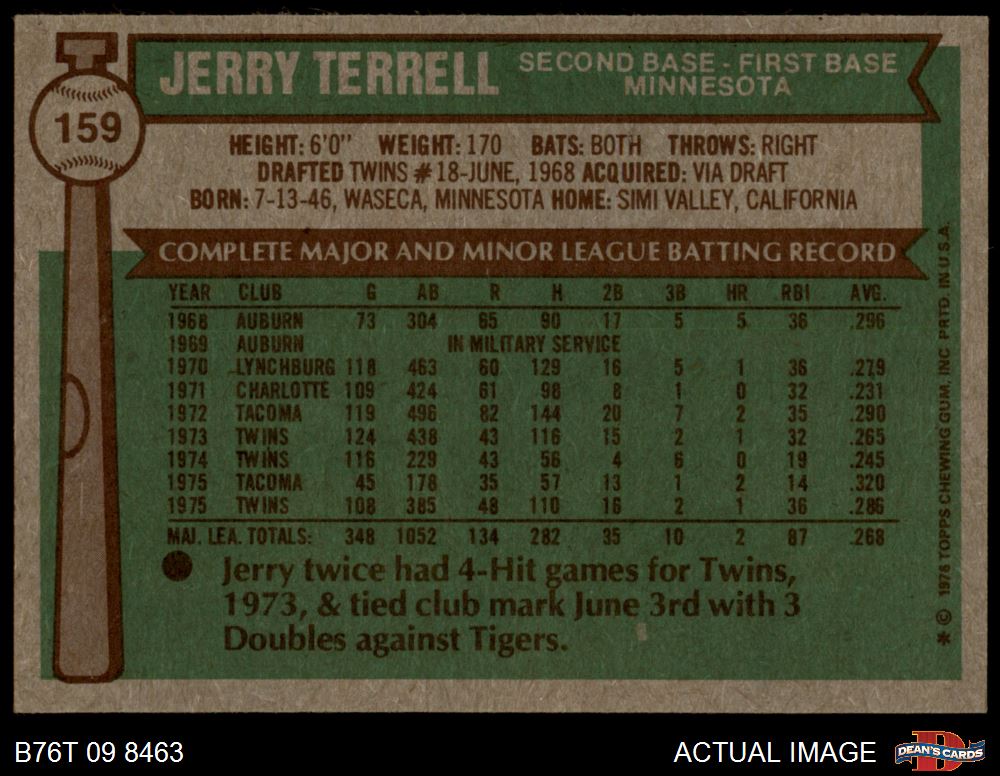 159
JERRY TERRELL
SECOND BASE - FIRST BASE
MINNESOTA
HEIGHT: 6'0" WEIGHT: 170 BATS: BOTH THROWS: RIGHT
DRAFTED TWINS #18-JUNE, 1968 ACQUIRED: VIA DRAFT
BORN: 7-13-46, WASECA, MINNESOTA HOME: SIMI VALLEY, CALIFORNIA
COMPLETE MAJOR AND MINOR LEAGUE BATTING RECORD
YEAR CLUB G AB R H 2B 3B HR RBI AVG.
1968 AUBURN 73 304 65 90 17 5 5 36 .296
1969 AUBURN IN MILITARY SERVICE
1970 LYNCHBURG 118 463 60 129 16 5 1 36 .279
1971 CHARLOTTE 109 424 61 98 8 1 0 32 .231
1972 TACOMA 119 496 82 144 20 7 2 35 .290
1973 TWINS 124 438 43 116 15 2 1 32 .265
1974 TWINS 116 229 43 56 4 6 0 19 .245
1975 TACOMA 45 178 35 57 13 1 2 14 .320
1975 TWINS 108 385 48 110 16 2 1 36 .286
MAJ. LEA. TOTALS: 348 1052 134 282 35 10 2 87 .268
Jerry twice had 4-Hit games for Twins,
1973, & tied club mark June 3rd with 3
Doubles against Tigers.
* © 1976 TOPPS CHEWING GUM, INC PRTD. IN U.S.A.
B76T 09 8463
ACTUAL IMAGE
DEAN'S CARDS